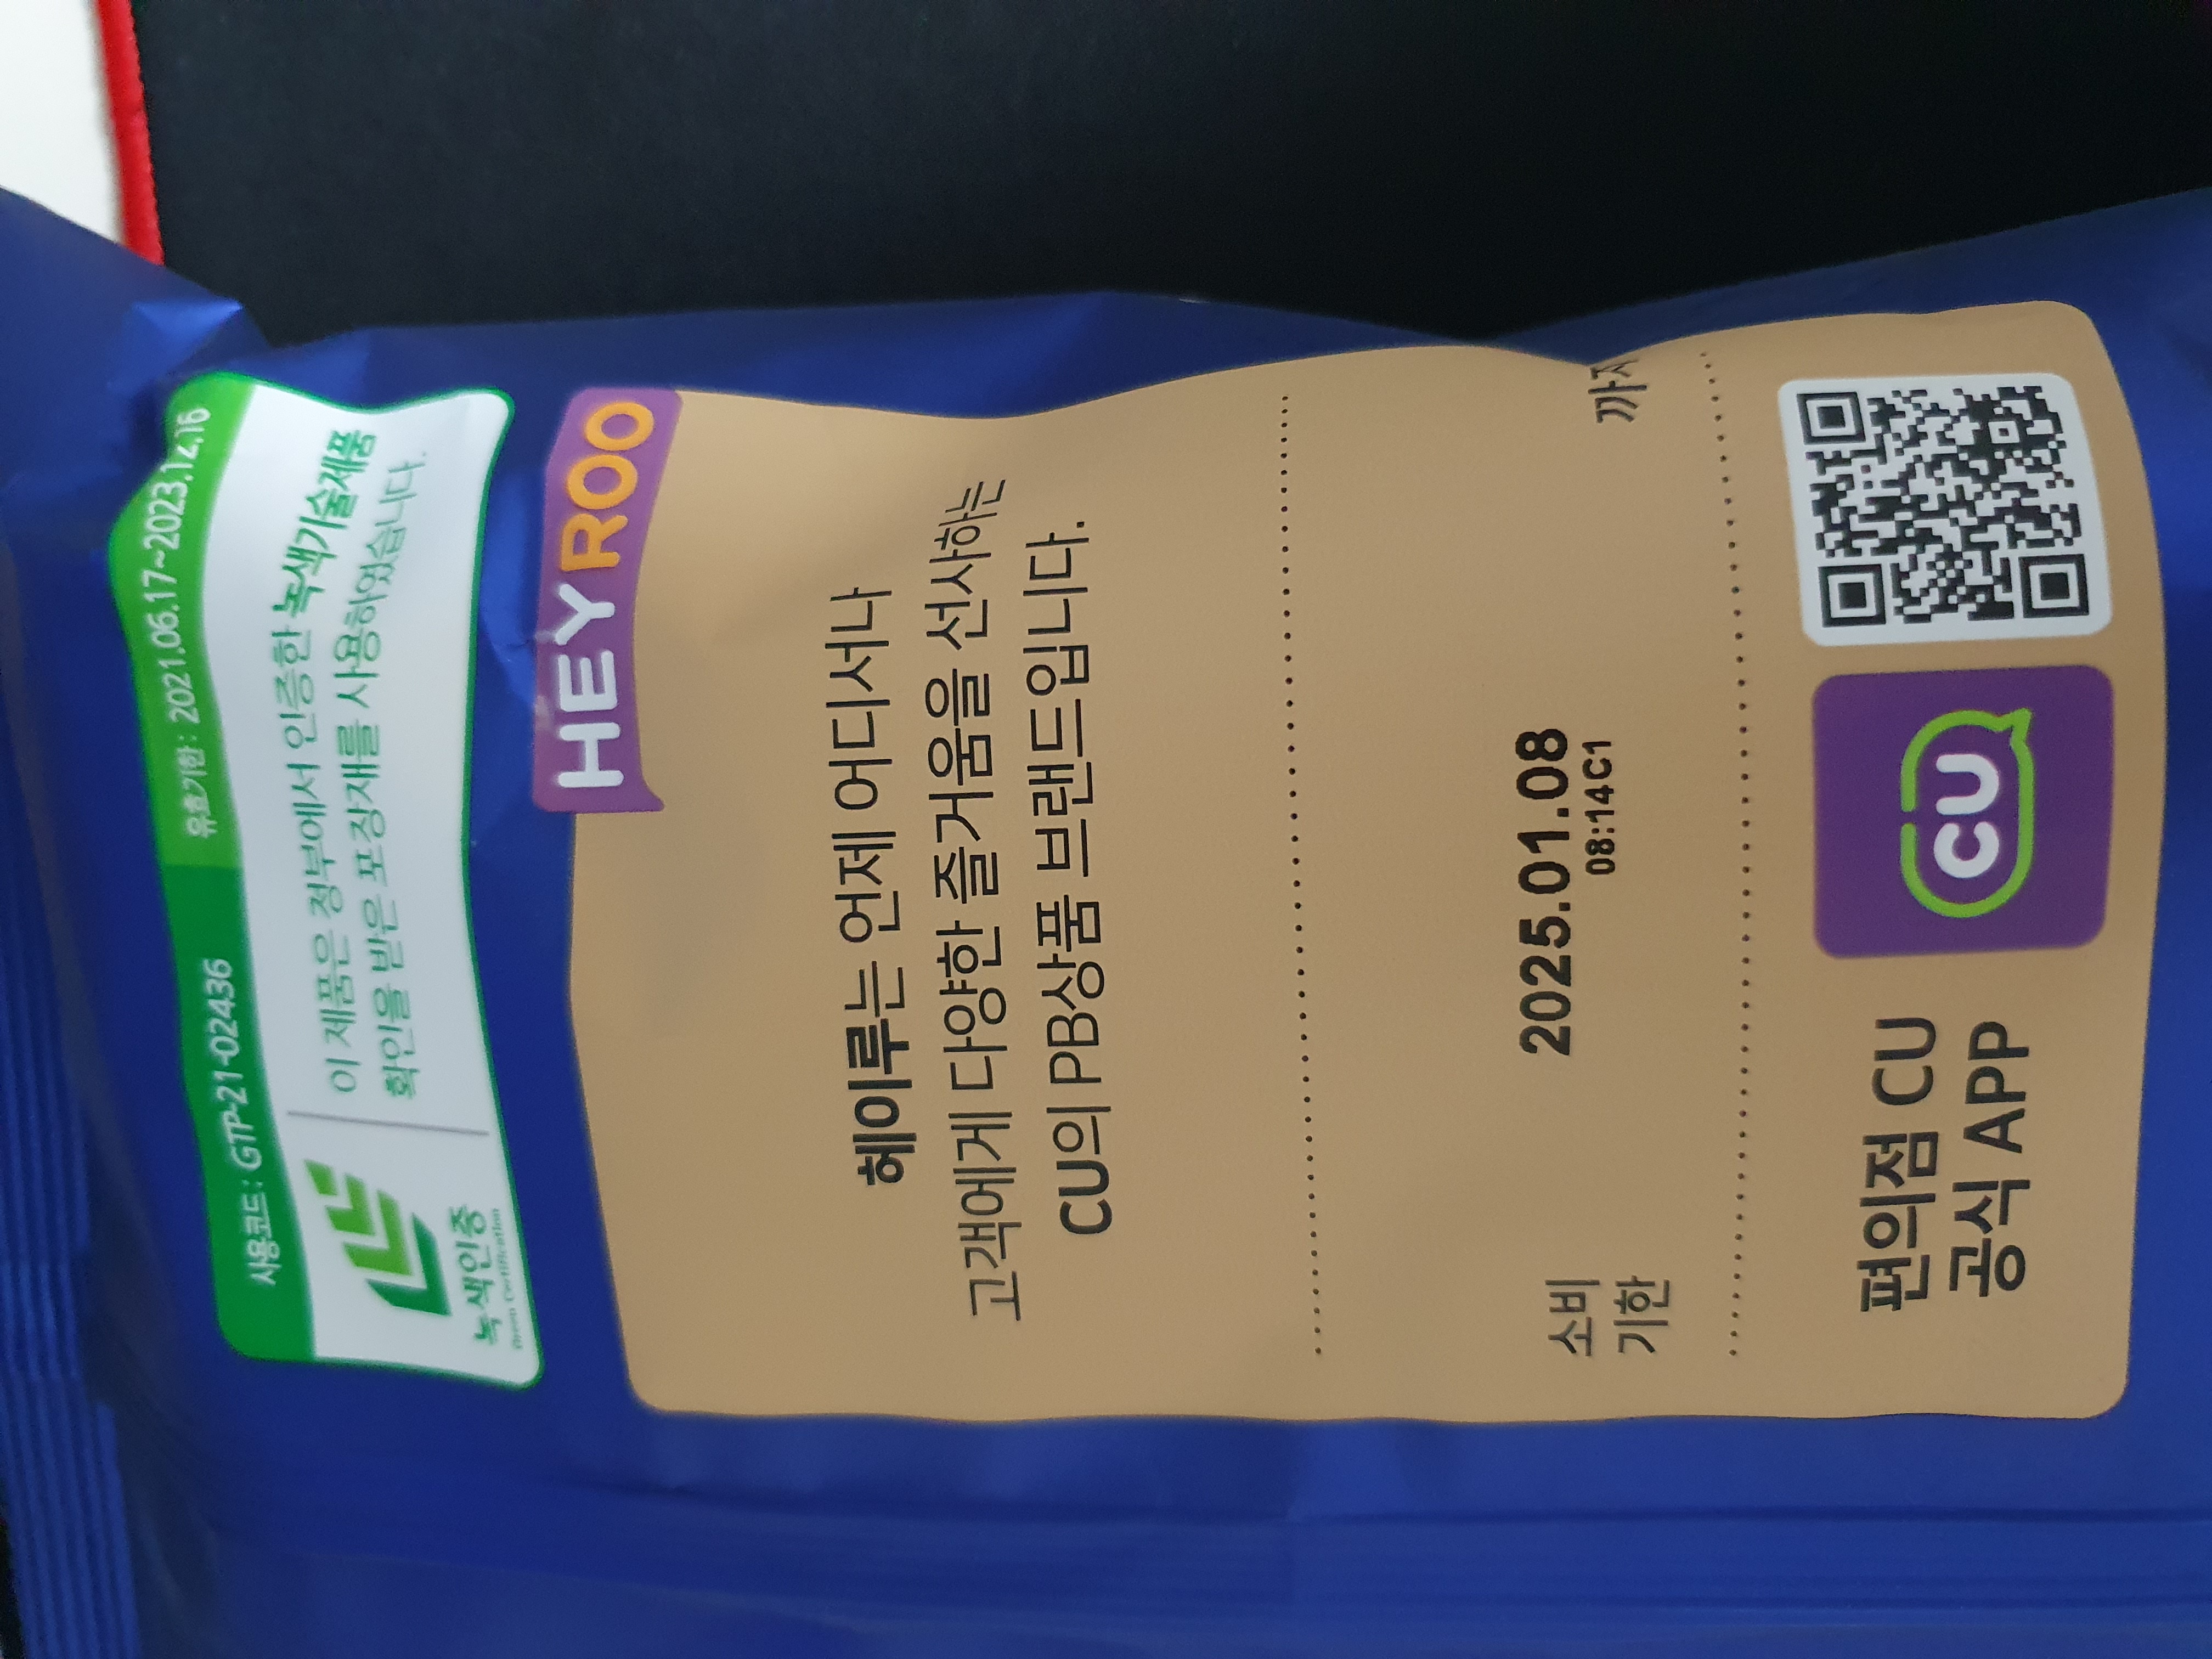 사용코드: GTP-21-02436 유효기한: 2021.06.17~2023.12.16
녹색인증
Green Certification
이 제품은 정부에서 인증한 녹색기술제품
확인을 받은 포장재를 사용하였습니다.
HEYROO
헤이루는 언제 어디서나
고객에게 다양한 즐거움을 선사하는
CU의 PB상품 브랜드입니다.
소비
기한
2025.01.08
08:14C1
까지
편의점 CU
공식 APP
CU